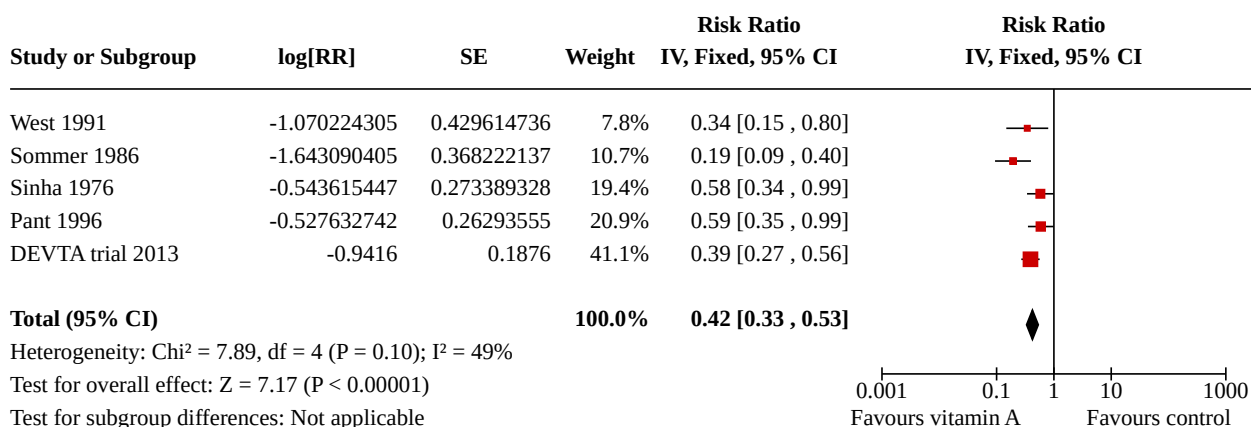 Risk Ratio Risk Ratio
Study or Subgroup log[RR] SE Weight IV, Fixed, 95% CI IV, Fixed, 95% CI
West 1991 -1.070224305 0.429614736 7.8% 0.34 [0.15 , 0.80]
Sommer 1986 -1.643090405 0.368222137 10.7% 0.19 [0.09 , 0.40]
Sinha 1976 -0.543615447 0.273389328 19.4% 0.58 [0.34 , 0.99]
Pant 1996 -0.527632742 0.26293555 20.9% 0.59 [0.35 , 0.99]
DEVTA trial 2013 -0.9416 0.1876 41.1% 0.39 [0.27 , 0.56]
Total (95% CI) 100.0% 0.42 [0.33 , 0.53]
Heterogeneity: Chi² = 7.89, df = 4 (P = 0.10); I² = 49%
Test for overall effect: Z = 7.17 (P < 0.00001)
0.001 0.1 1 10 1000
Test for subgroup differences: Not applicable Favours vitamin A Favours control